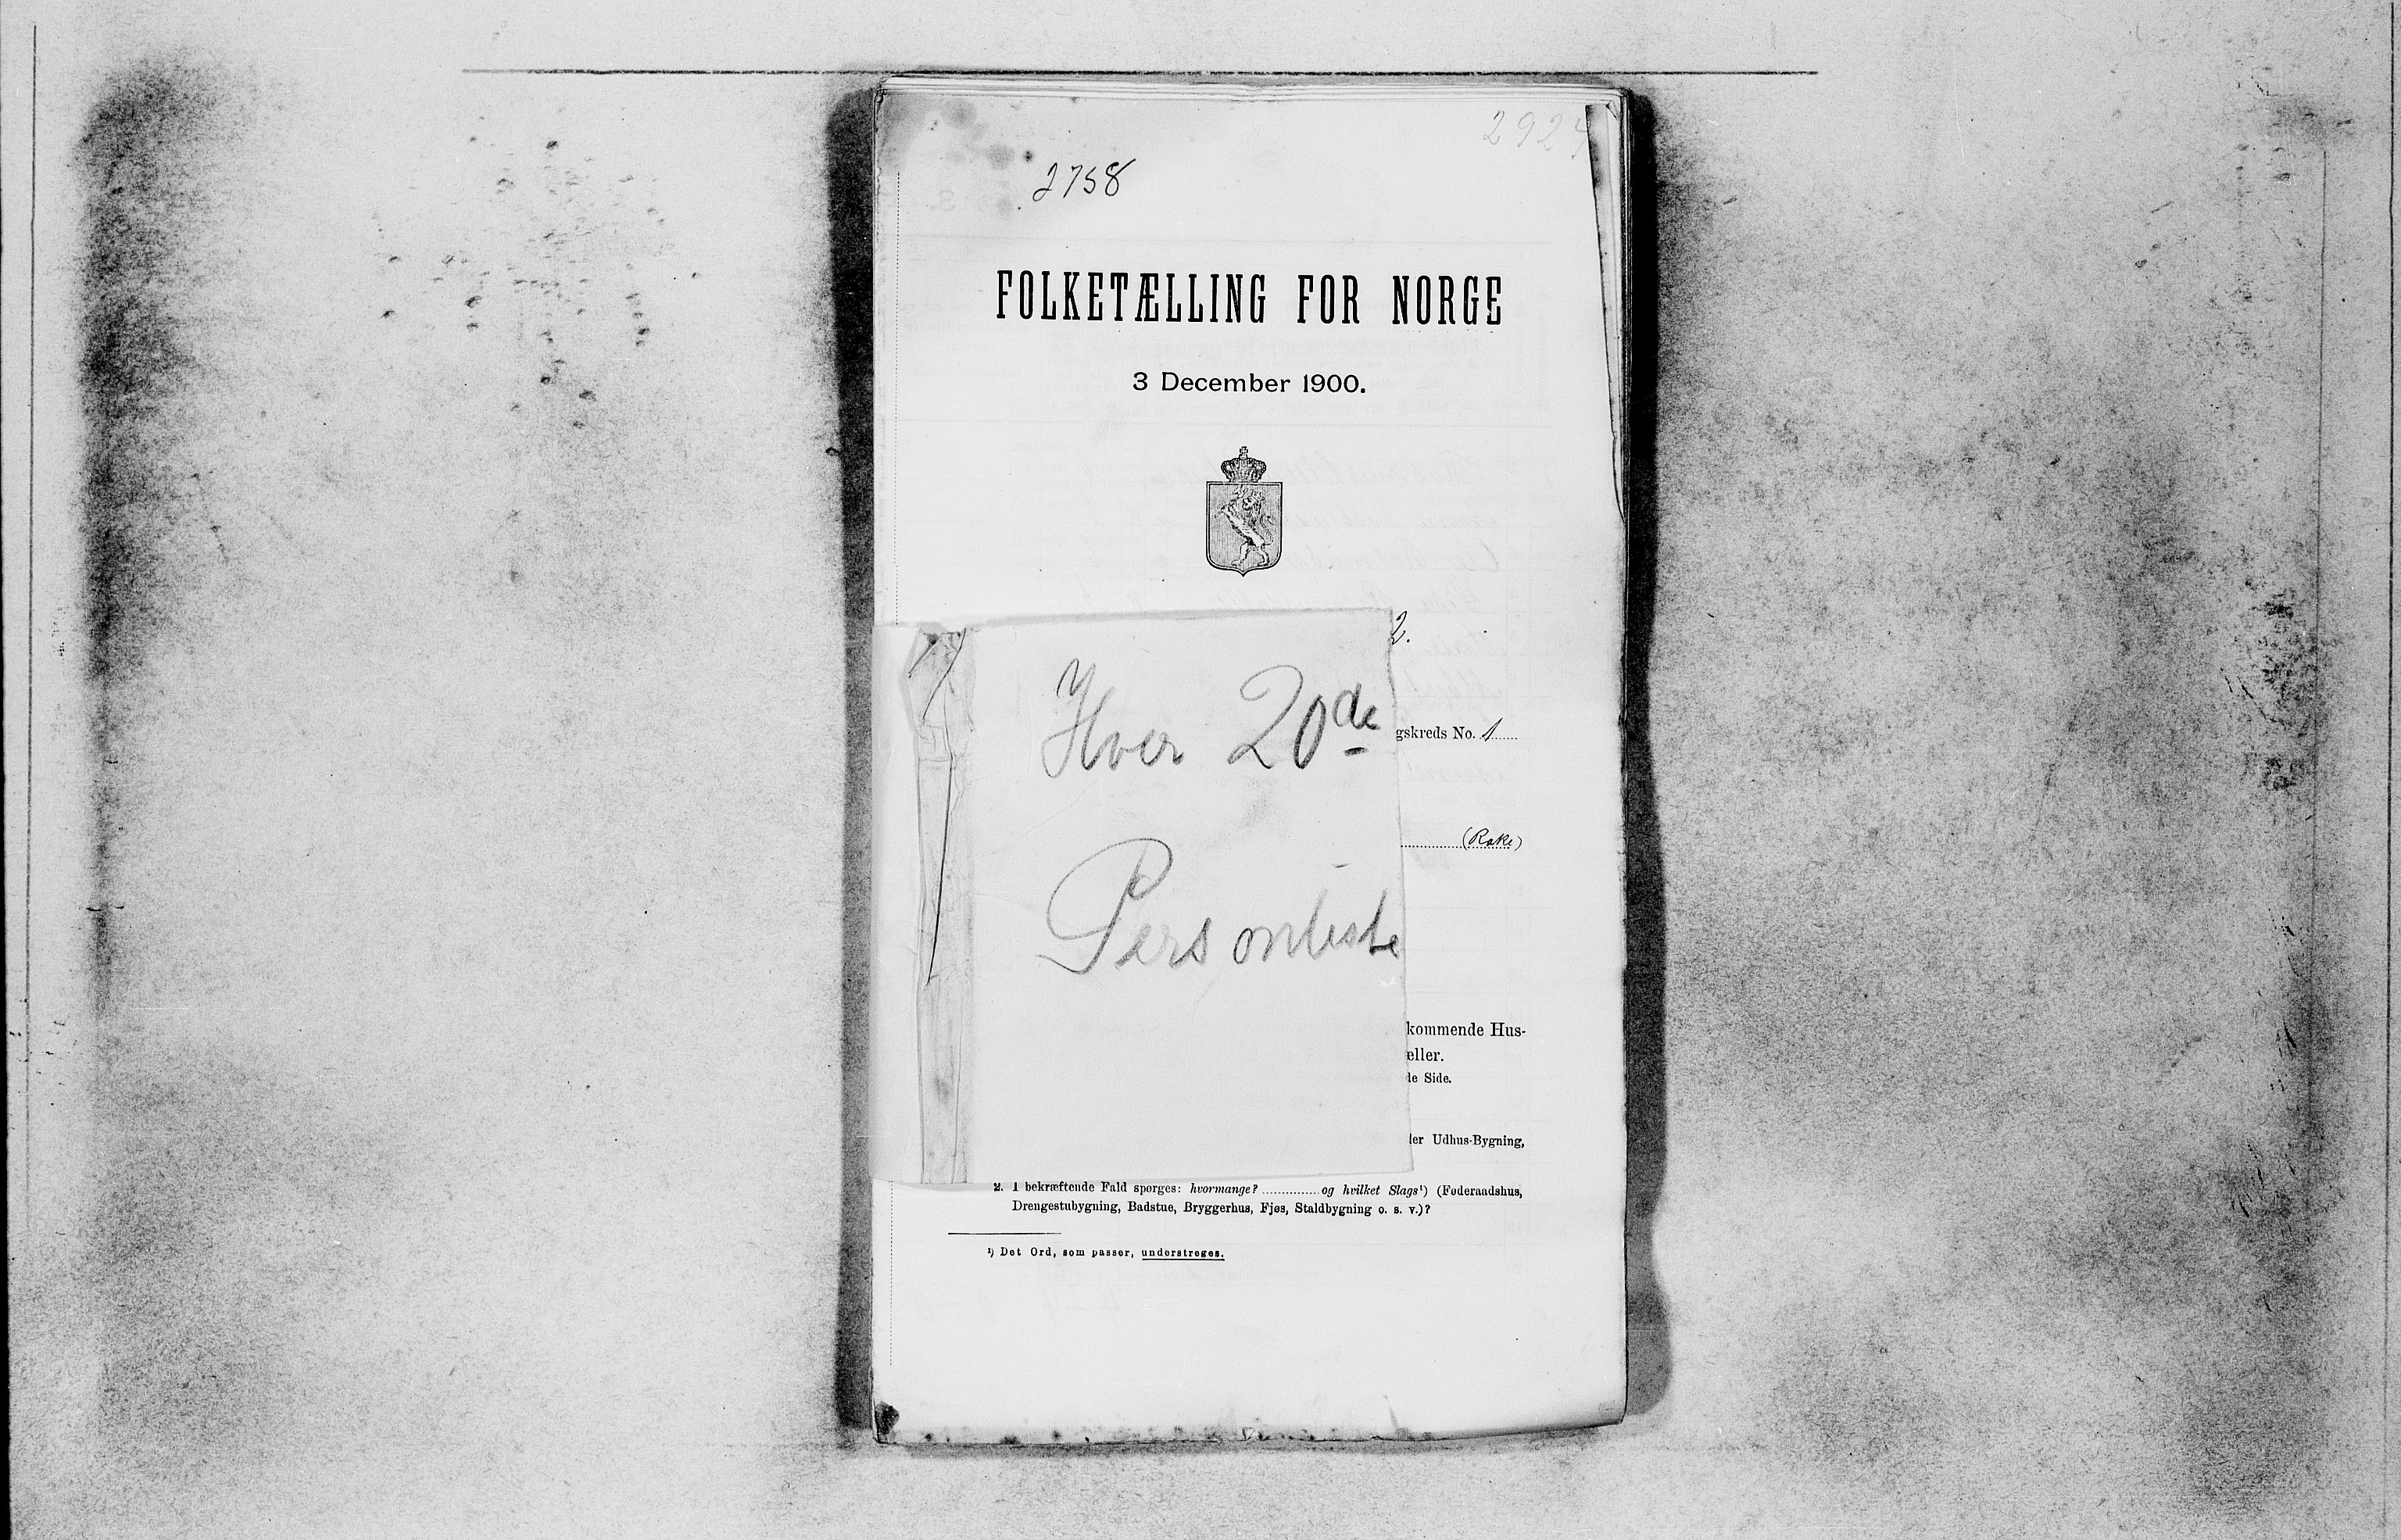 2924
2758
FOLKETÆLLING FOR NORGE
3 December 1900.
2.
Hver 20de
gskreds No. 1
(Rake)
Personliste
kommende Hus-
eller.
de Side.
ler Udhus-Bygning,
2. I bekræftende Fald spørges: hvormange? ............... og hvilket Slags¹) (Føderaadshus,
Drengestubygning, Badstue, Bryggerhus, Fjøs, Staldbygning o. s. v.)?
¹) Det Ord, som passer, understreges.